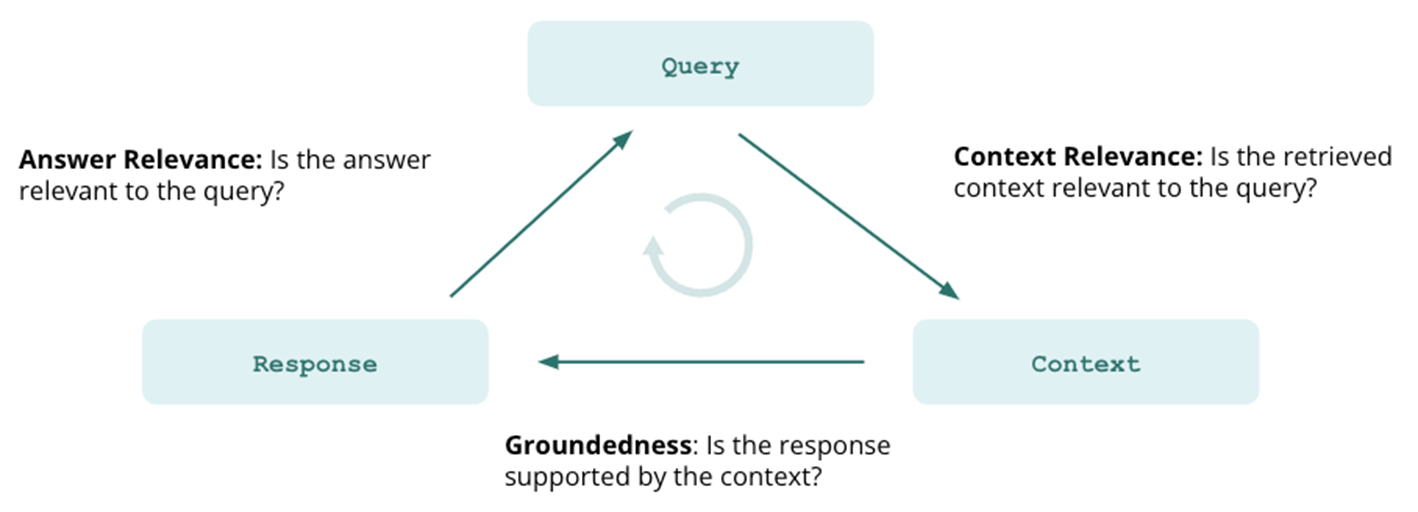 Query
Answer Relevance: Is the answer
relevant to the query?
Context Relevance: Is the retrieved
context relevant to the query?
Response
Context
Groundedness: Is the response
supported by the context?